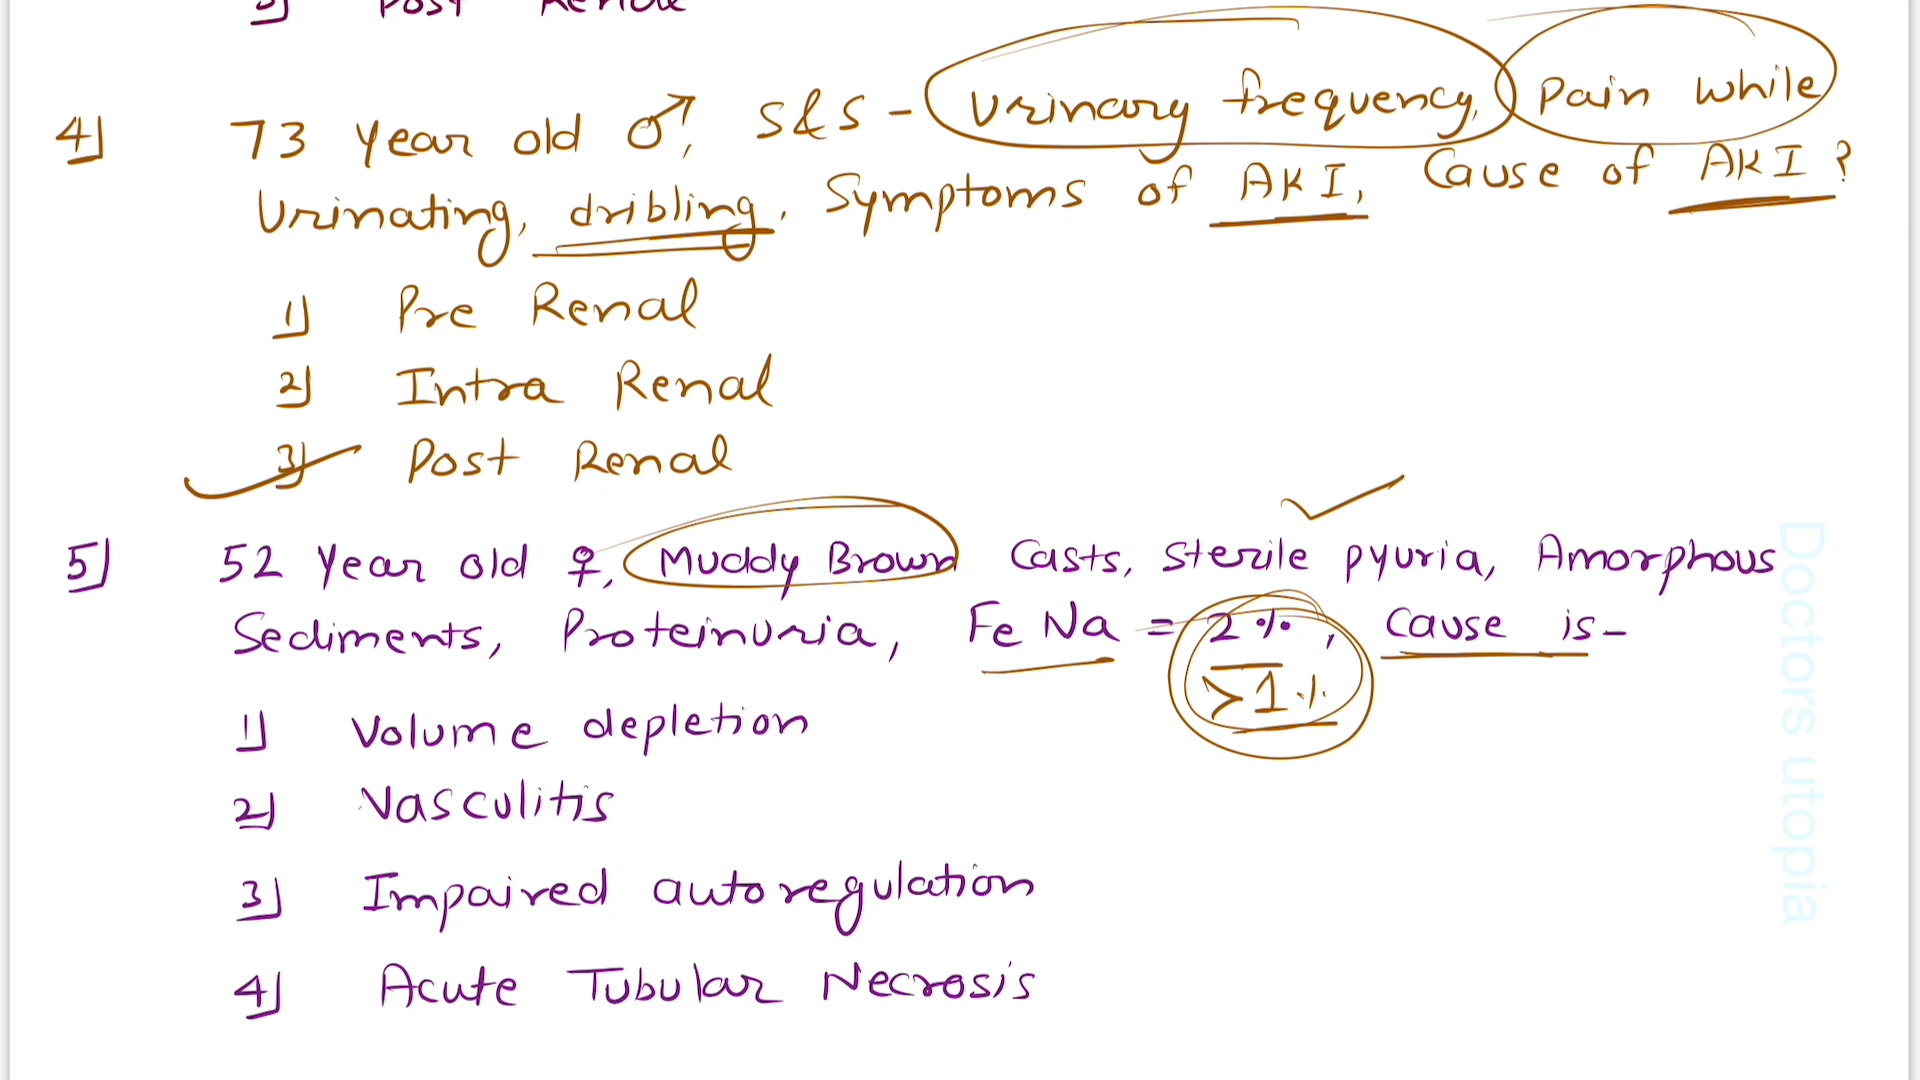 3) Post Renal
4) 73 Year old ♂, S&S - Urinary frequency, Pain while
Urinating, dribling. Symptoms of AKI, Cause of AKI?
1) Pre Renal
2) Intra Renal
3) Post Renal
5) 52 Year old ♀, Muddy Brown Casts, Sterile pyuria, Amorphous
Sediments, Proteinuria, Fe Na = 2%, Cause is-
>1%
1) Volume depletion
2) Vasculitis
3) Impaired autoregulation
4) Acute Tubular Necrosis
Doctors utopia